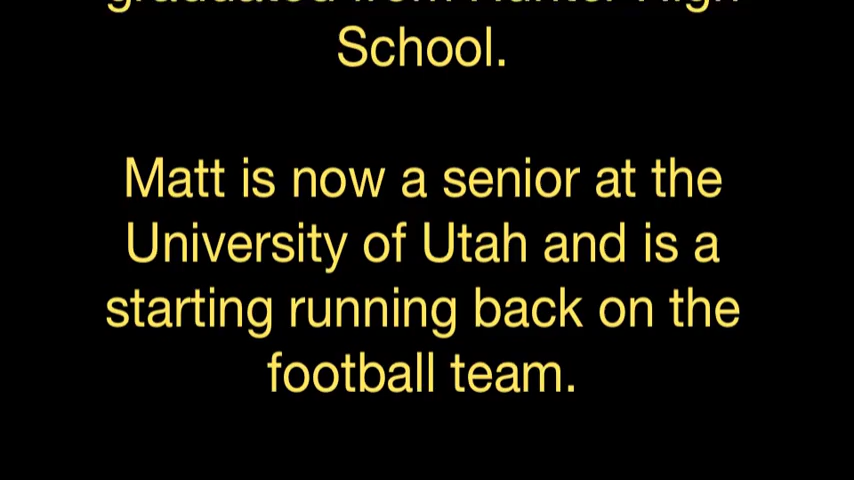 graduated from Hunter High
School.
Matt is now a senior at the
University of Utah and is a
starting running back on the
football team.